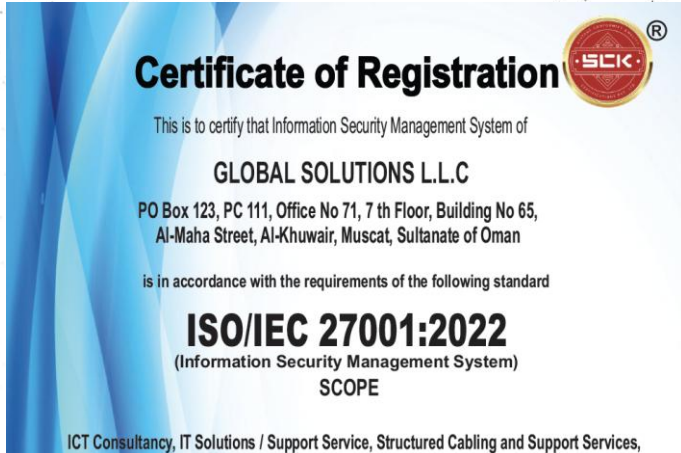 Certificate of Registration
SCK
®
This is to certify that Information Security Management System of
GLOBAL SOLUTIONS L.L.C
PO Box 123, PC 111, Office No 71, 7 th Floor, Building No 65,
Al-Maha Street, Al-Khuwair, Muscat, Sultanate of Oman
is in accordance with the requirements of the following standard
ISO/IEC 27001:2022
(Information Security Management System)
SCOPE
ICT Consultancy, IT Solutions / Support Service, Structured Cabling and Support Services,